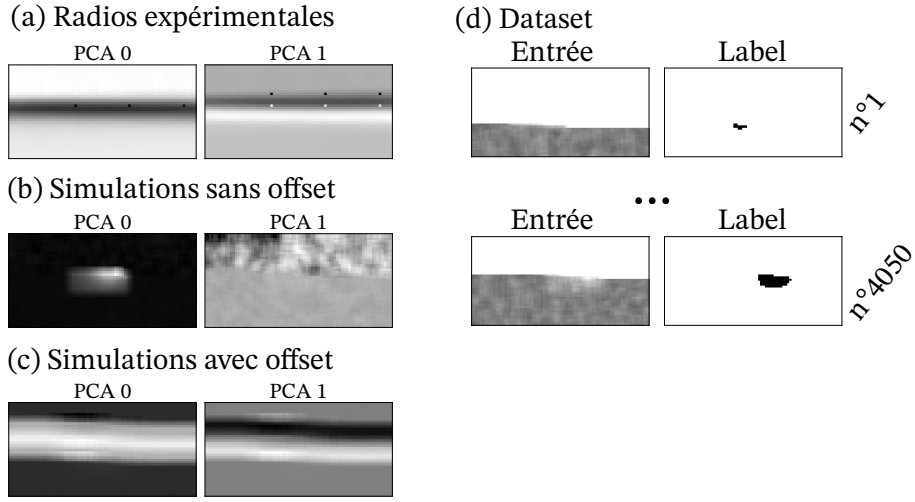 (a) Radios expérimentales
PCA 0 PCA 1
(b) Simulations sans offset
PCA 0 PCA 1
(c) Simulations avec offset
PCA 0 PCA 1
(d) Dataset
Entrée Label
n°1
...
Entrée Label
n°4050